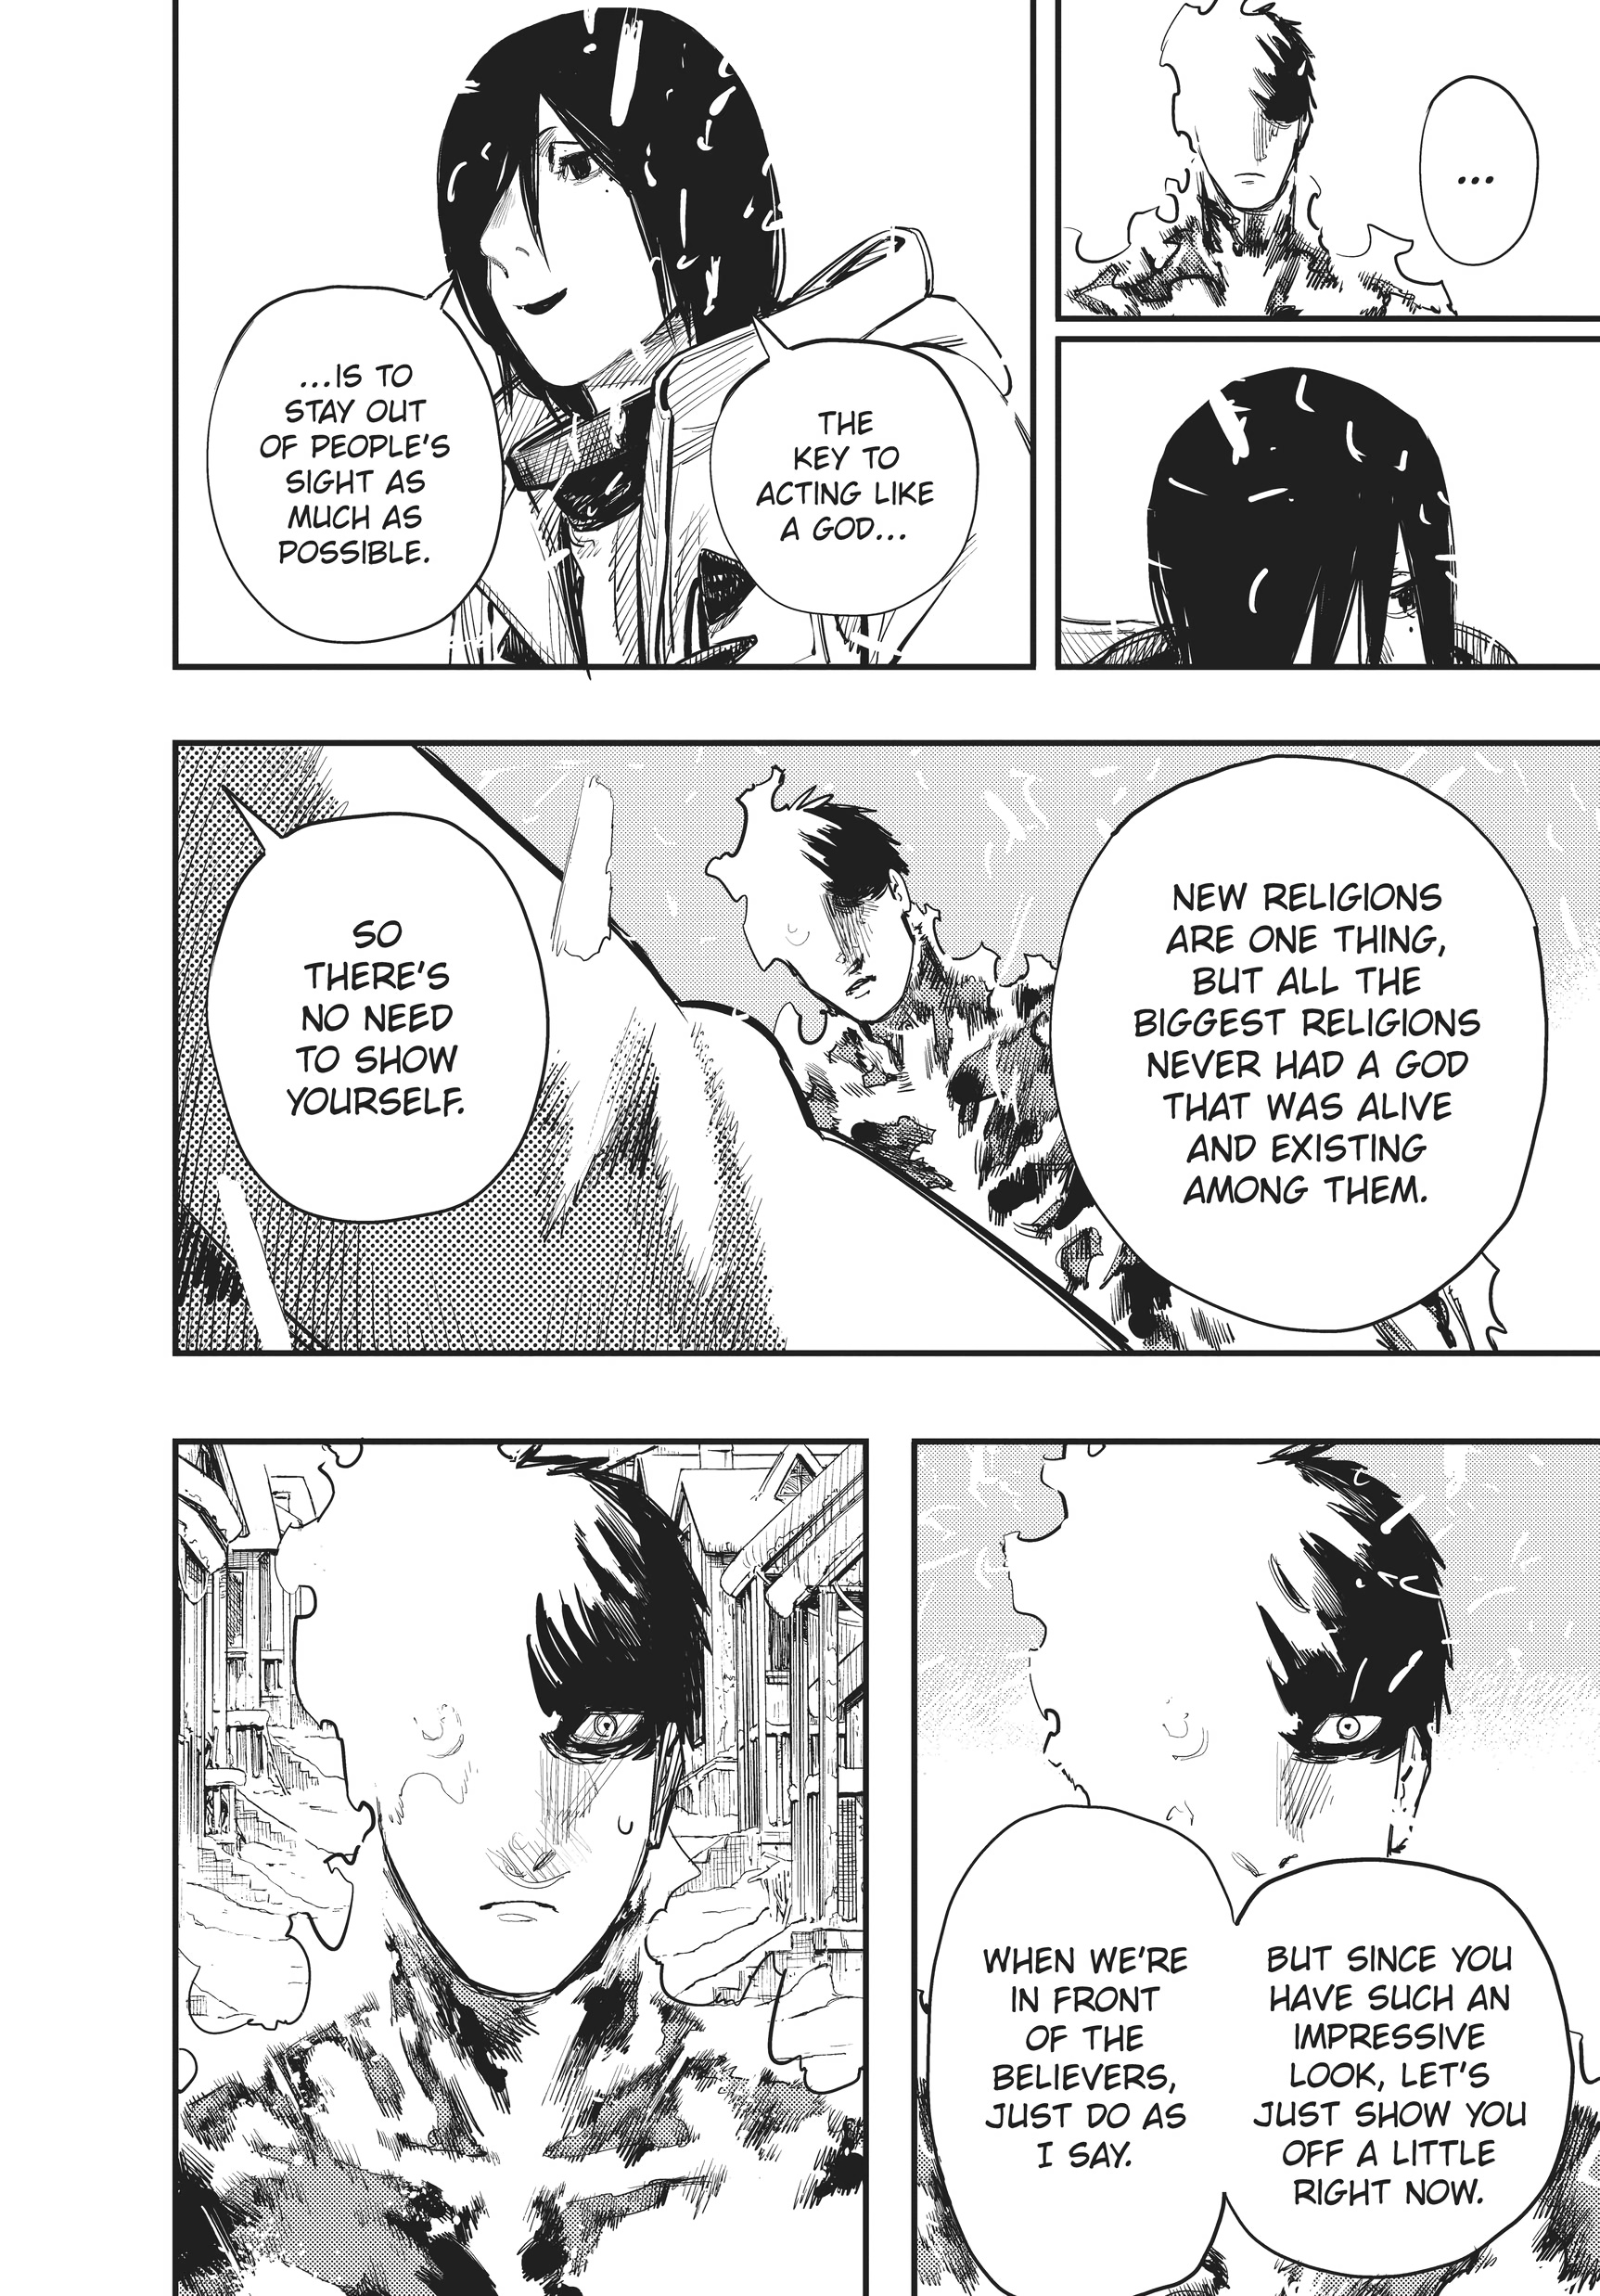 ...
THE
KEY TO
ACTING LIKE
A GOD...
...IS TO
STAY OUT
OF PEOPLE'S
SIGHT AS
MUCH AS
POSSIBLE.
NEW RELIGIONS
ARE ONE THING,
BUT ALL THE
BIGGEST RELIGIONS
NEVER HAD A GOD
THAT WAS ALIVE
AND EXISTING
AMONG THEM.
SO
THERE'S
NO NEED
TO SHOW
YOURSELF.
BUT SINCE YOU
HAVE SUCH AN
IMPRESSIVE
LOOK, LET'S
JUST SHOW YOU
OFF A LITTLE
RIGHT NOW.
WHEN WE'RE
IN FRONT
OF THE
BELIEVERS,
JUST DO AS
I SAY.